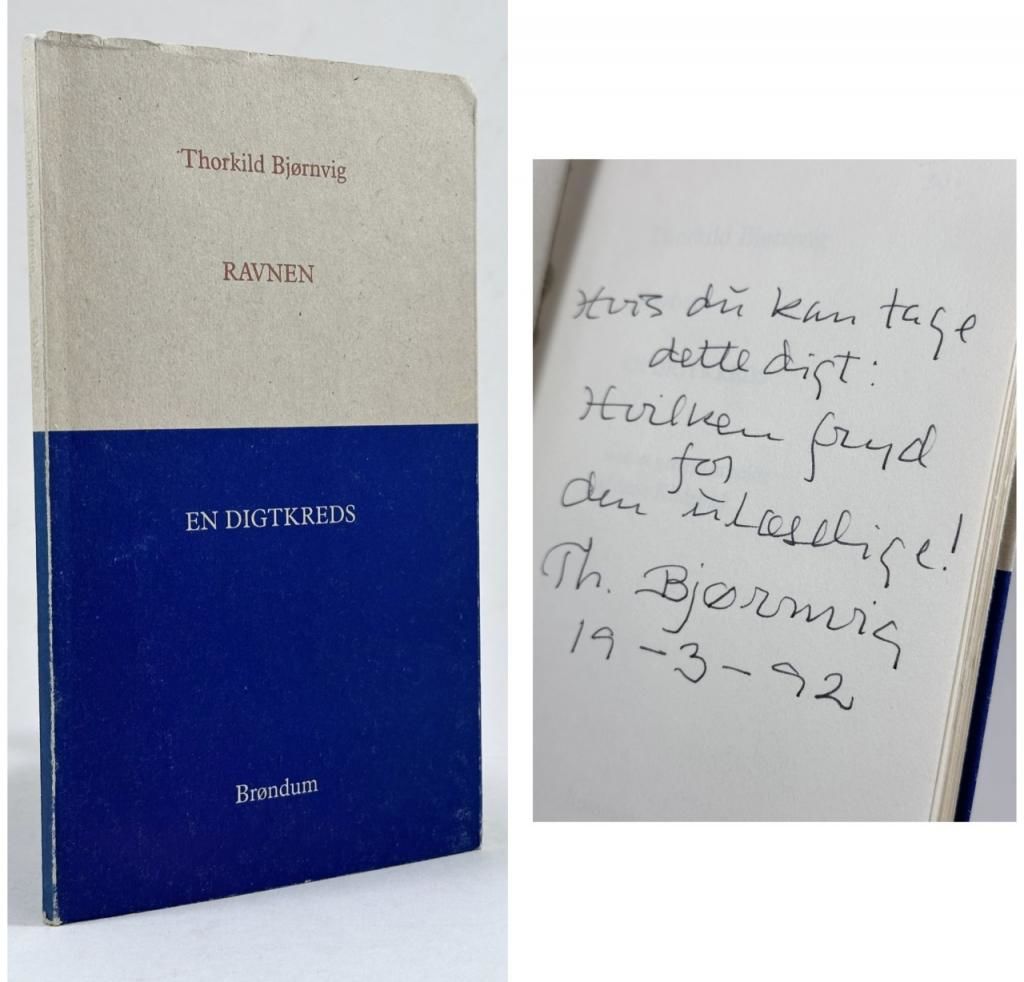 Thorkild Bjørnvig
RAVNEN
EN DIGTKREDS
Brøndum
Hvis du kan tage
dette digt:
Hvilken fryd
for
den ulæselige!
Th. Bjørnvig
19-3-92